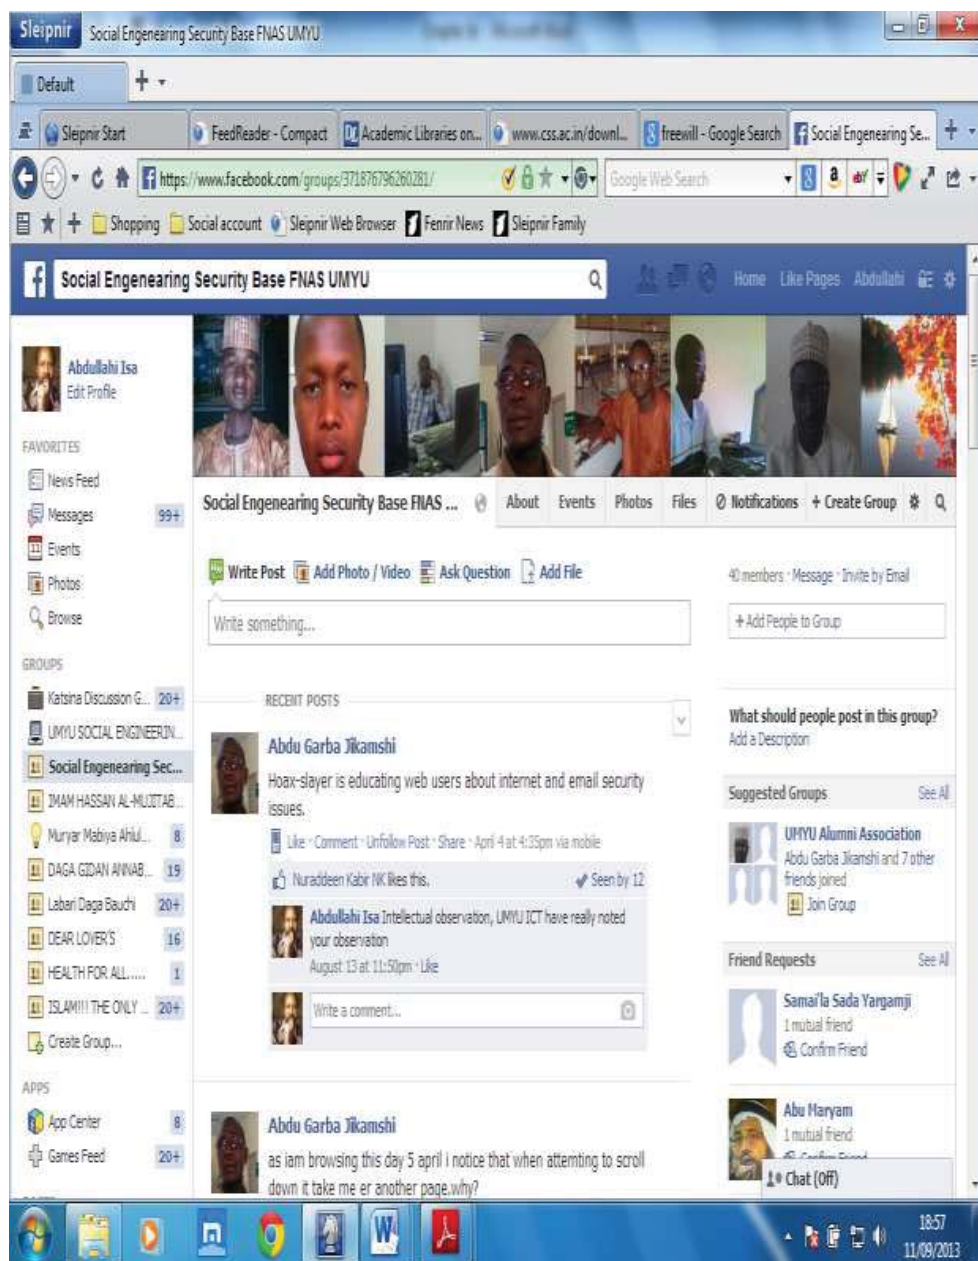 Sleipnir Social Engenearing Security Base FNAS UMYU
Default
Sleipnir Start FeedReader - Compact Academic Libraries on... www.css.ac.in/downl... freewill - Google Search Social Engenearing Se...
https://www.facebook.com/groups/371876796260281/ Google Web Search
Shopping Social account Sleipnir Web Browser Fenrir News Sleipnir Family
Social Engenearing Security Base FNAS UMYU
Home Like Pages Abdullahi
Abdullahi Isa
Edit Profile
FAVORITES
News Feed
Messages 99+
Events
Photos
Browse
GROUPS
Katsina Discussion G... 20+
UMYU SOCIAL ENGINEERIN...
Social Engenearing Sec...
IMAM HASSAN AL-MUJTAB...
Muryar Mabiya Ahlul... 8
DAGA GIDAN ANNAB... 19
Labari Daga Bauchi 20+
DEAR LOVER'S 16
HEALTH FOR ALL..... 1
ISLAM!!! THE ONLY ... 20+
Create Group...
APPS
App Center 8
Games Feed 20+
Social Engenearing Security Base FNAS ... About Events Photos Files Notifications + Create Group
Write Post Add Photo / Video Ask Question Add File
Write something...
RECENT POSTS
Abdu Garba Jikamshi
Hoax-slayer is educating web users about internet and email security
issues.
Like · Comment · Unfollow Post · Share · April 4 at 4:35pm via mobile
Nuraddeen Kabir NK likes this. Seen by 12
Abdullahi Isa Intellectual observation, UMYU ICT have really noted
your observation
August 13 at 11:50pm · Like
Write a comment...
Abdu Garba Jikamshi
as iam browsing this day 5 april i notice that when attemting to scroll
down it take me er another page.why?
40 members · Message · Invite by Email
+ Add People to Group
What should people post in this group?
Add a Description
Suggested Groups See All
UMYU Alumni Association
Abdu Garba Jikamshi and 7 other
friends joined
Join Group
Friend Requests See All
Samai'la Sada Yargamji
1 mutual friend
Confirm Friend
Abu Maryam
1 mutual friend
Confirm Friend
Chat (Off)
18:57
11/09/2013